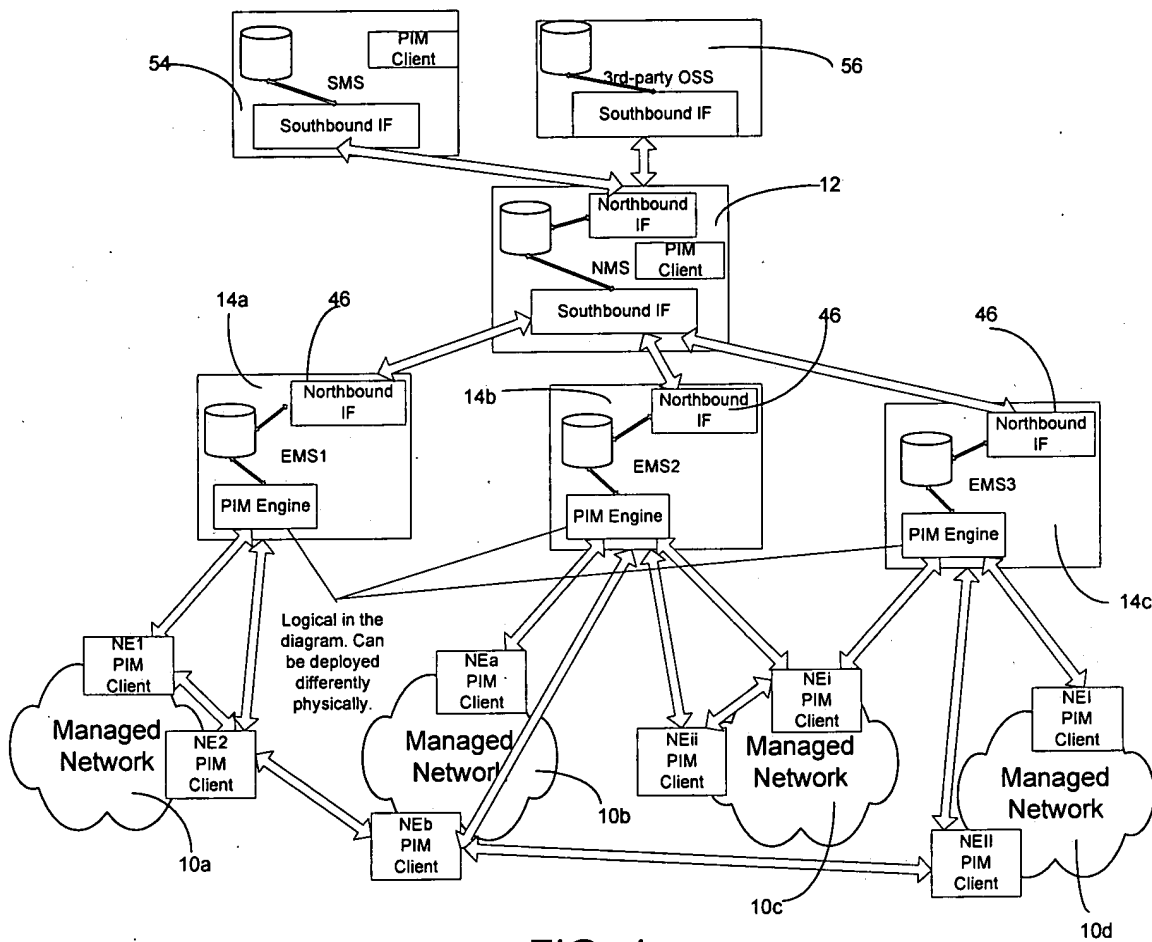 PIM
Client
54
SMS
Southbound IF
56
3rd-party OSS
Southbound IF
12
Northbound
IF
PIM
Client
NMS
Southbound IF
14a
46
Northbound
IF
EMS1
PIM Engine
14b
46
Northbound
IF
EMS2
PIM Engine
46
Northbound
IF
EMS3
PIM Engine
14c
Logical in the
diagram. Can
be deployed
differently
physically.
NE1
PIM
Client
Managed
Network
NE2
PIM
Client
10a
NEa
PIM
Client
Managed
Network
NEb
PIM
Client
10b
NEi
PIM
Client
NEii
PIM
Client
Managed
Network
10c
NEI
PIM
Client
Managed
Network
NEII
PIM
Client
10d